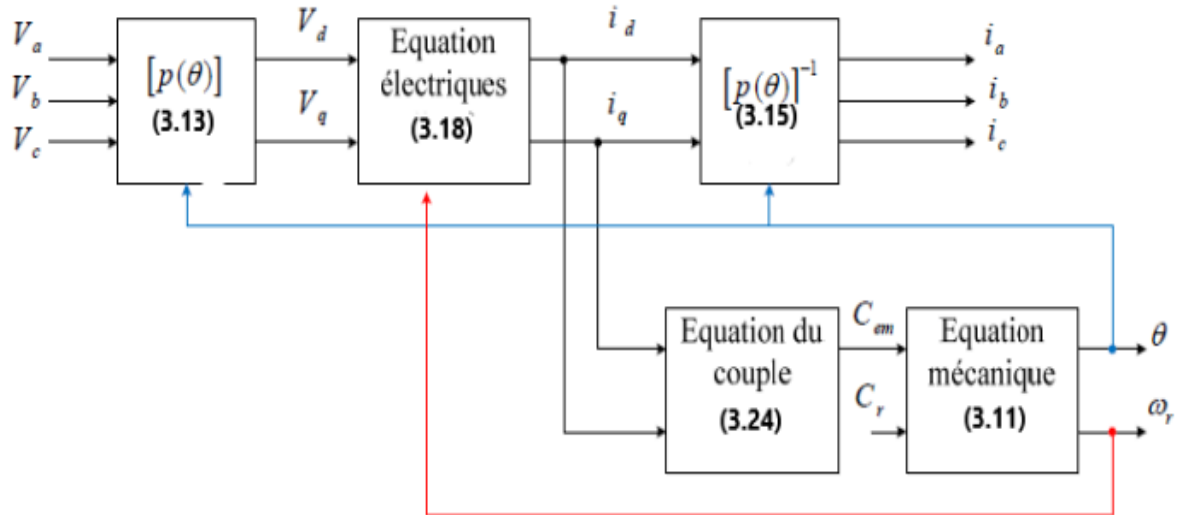 V_a
V_b
V_c
[p(θ)]
(3.13)
V_d
V_q
Equation
électriques
(3.18)
i_d
i_q
[p(θ)]^{-1}
(3.15)
i_a
i_b
i_c
Equation du
couple
(3.24)
C_em
C_r
Equation
mécanique
(3.11)
θ
ω_r